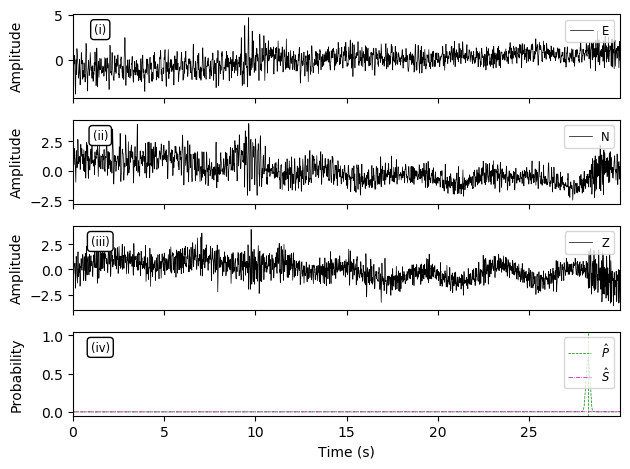 (i)
E
Amplitude
5
0
(ii)
N
Amplitude
2.5
0.0
−2.5
(iii)
Z
Amplitude
2.5
0.0
−2.5
(iv)
P̂
Ŝ
Probability
1.0
0.5
0.0
0 5 10 15 20 25
Time (s)